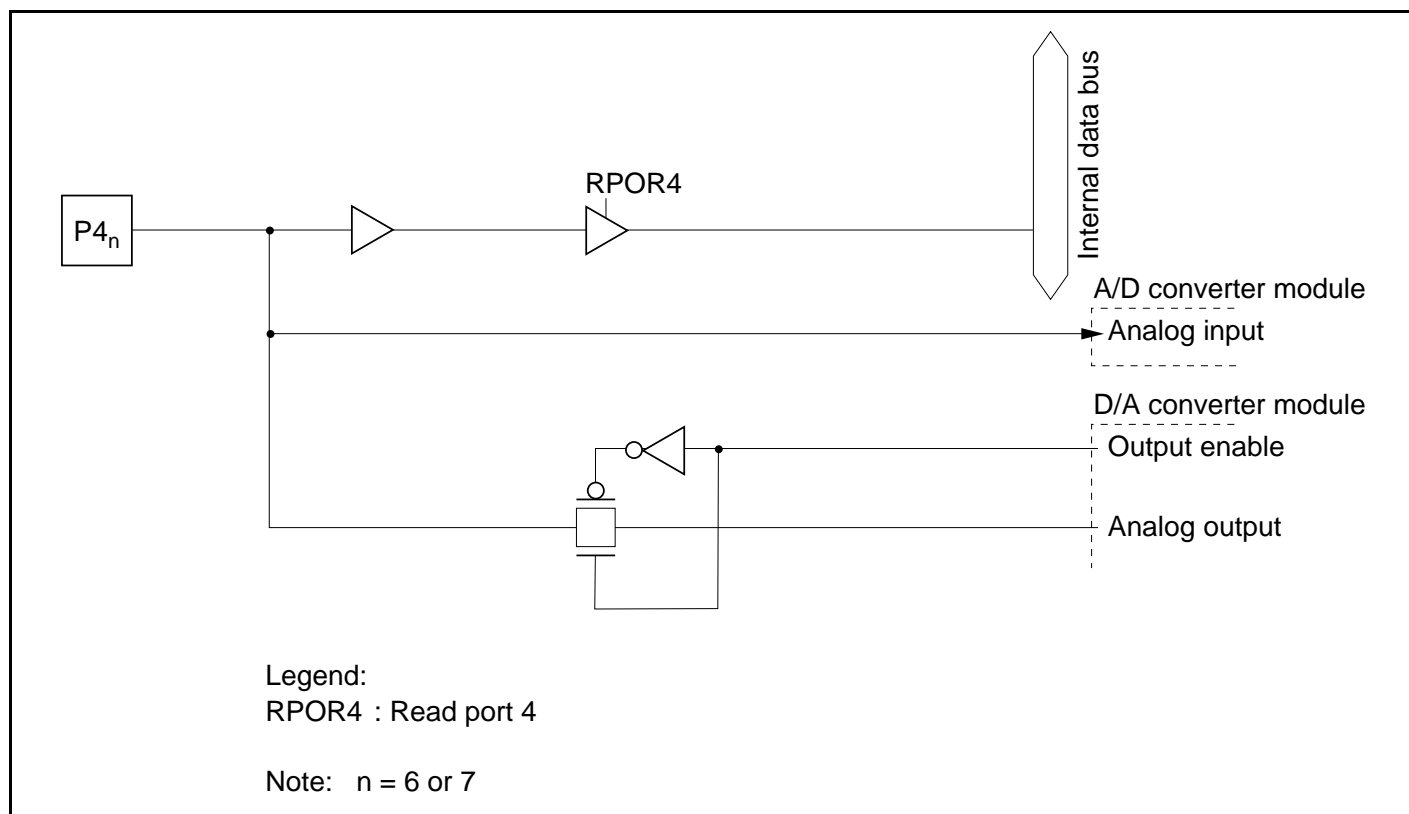 Internal data bus
RPOR4
P4n
A/D converter module
Analog input
D/A converter module
Output enable
Analog output
Legend:
RPOR4 : Read port 4
Note: n = 6 or 7